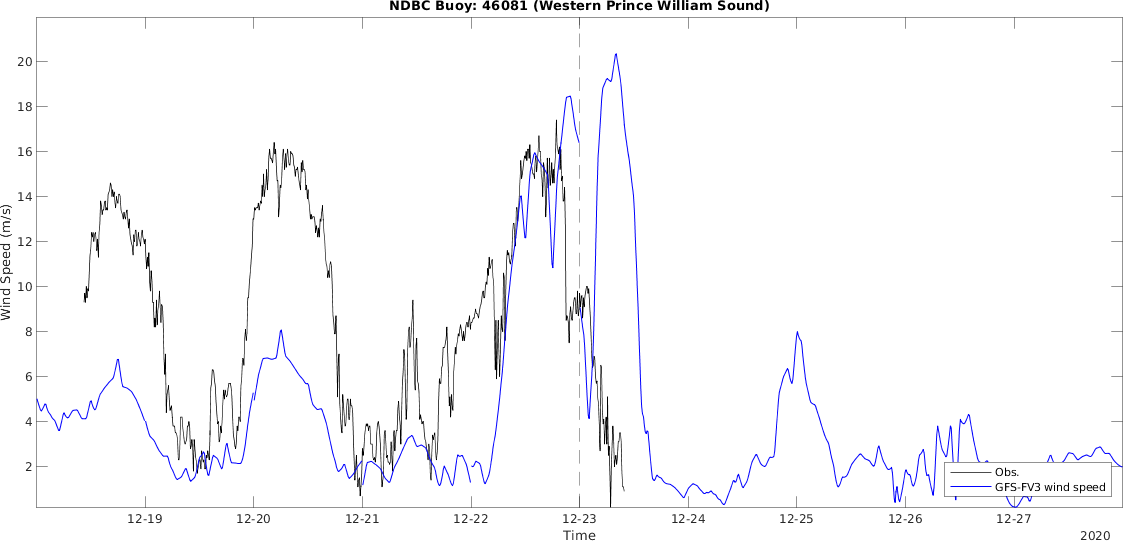 NDBC Buoy: 46081 (Western Prince William Sound)
20
18
16
14
12
10
8
6
4
2
Wind Speed (m/s)
Obs.
GFS-FV3 wind speed
12-19 12-20 12-21 12-22 12-23 12-24 12-25 12-26 12-27
Time
2020